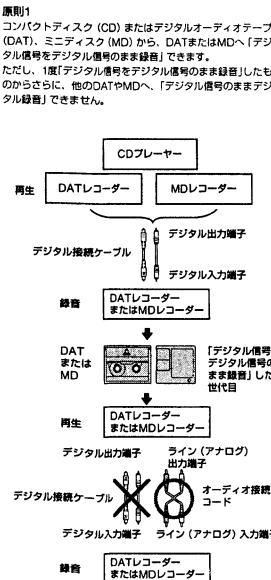 原則1
コンパクトディスク (CD) またはデジタルオーディオテープ
(DAT)、ミニディスク (MD) から、DATまたはMDへ「デジ
タル信号をデジタル信号のまま録音」できます。
ただし、1度「デジタル信号をデジタル信号のまま録音」したも
のからさらに、他のDATやMDへ、「デジタル信号のままデジ
タル録音」できません。
CDプレーヤー
再生 DATレコーダー MDレコーダー
デジタル出力端子
デジタル接続ケーブル
デジタル入力端子
録音 DATレコーダー
またはMDレコーダー
DAT
または
MD
「デジタル信号
デジタル信号の
まま録音」した
世代目
再生 DATレコーダー
またはMDレコーダー
デジタル出力端子 ライン (アナログ)
出力端子
デジタル接続ケーブル オーディオ接続
コード
デジタル入力端子 ライン (アナログ) 入力端子
録音 DATレコーダー
またはMDレコーダー